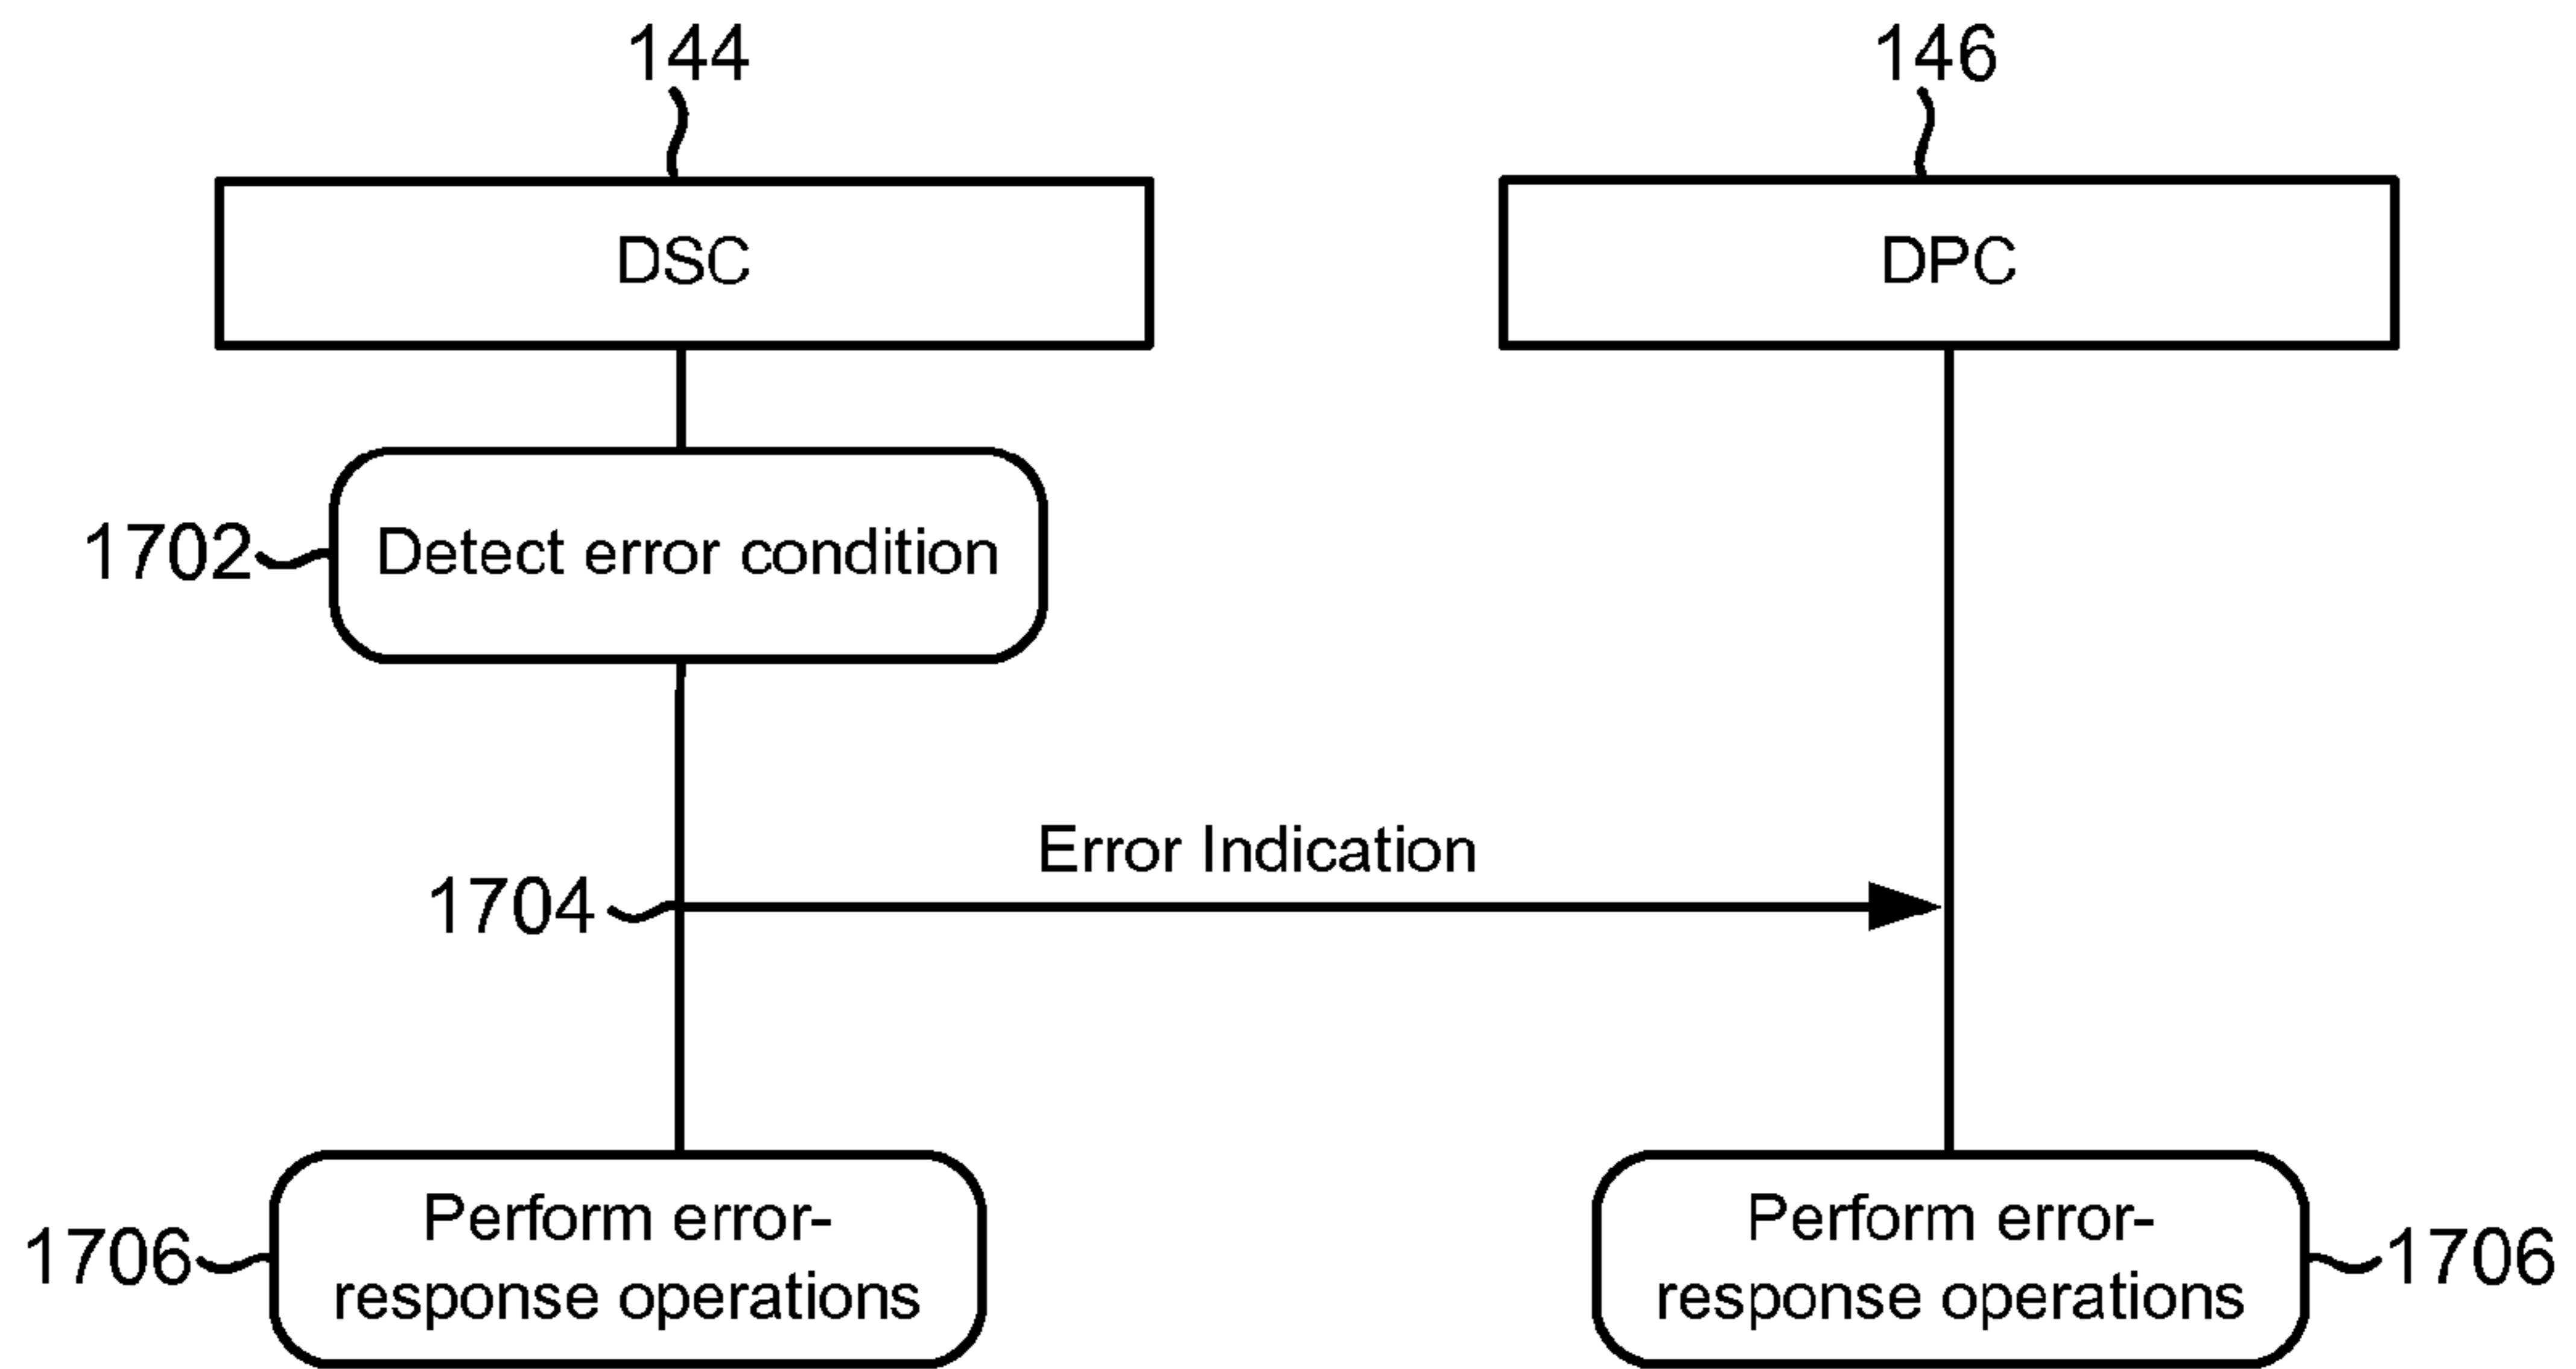 144
146
DSC
DPC
1702
Detect error condition
Error Indication
1704
1706
Perform error-
response operations
Perform error-
response operations
1706